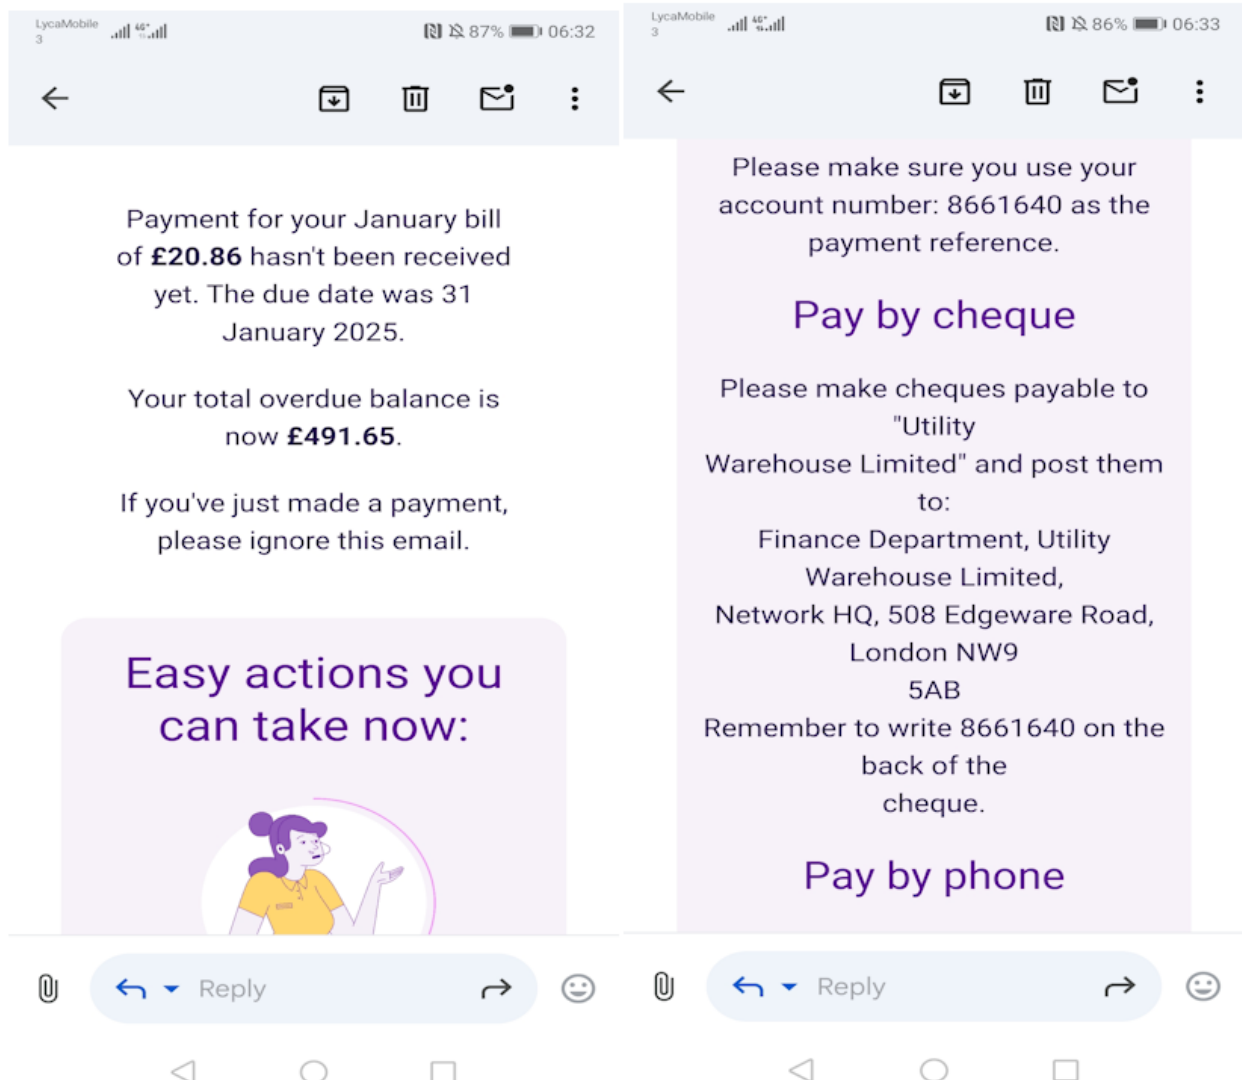 LycaMobile
3
4G+
87%
06:32
Payment for your January bill
of £20.86 hasn't been received
yet. The due date was 31
January 2025.
Your total overdue balance is
now £491.65.
If you've just made a payment,
please ignore this email.
Easy actions you
can take now:
Reply
LycaMobile
3
4G+
86%
06:33
Please make sure you use your
account number: 8661640 as the
payment reference.
Pay by cheque
Please make cheques payable to
"Utility
Warehouse Limited" and post them
to:
Finance Department, Utility
Warehouse Limited,
Network HQ, 508 Edgeware Road,
London NW9
5AB
Remember to write 8661640 on the
back of the
cheque.
Pay by phone
Reply